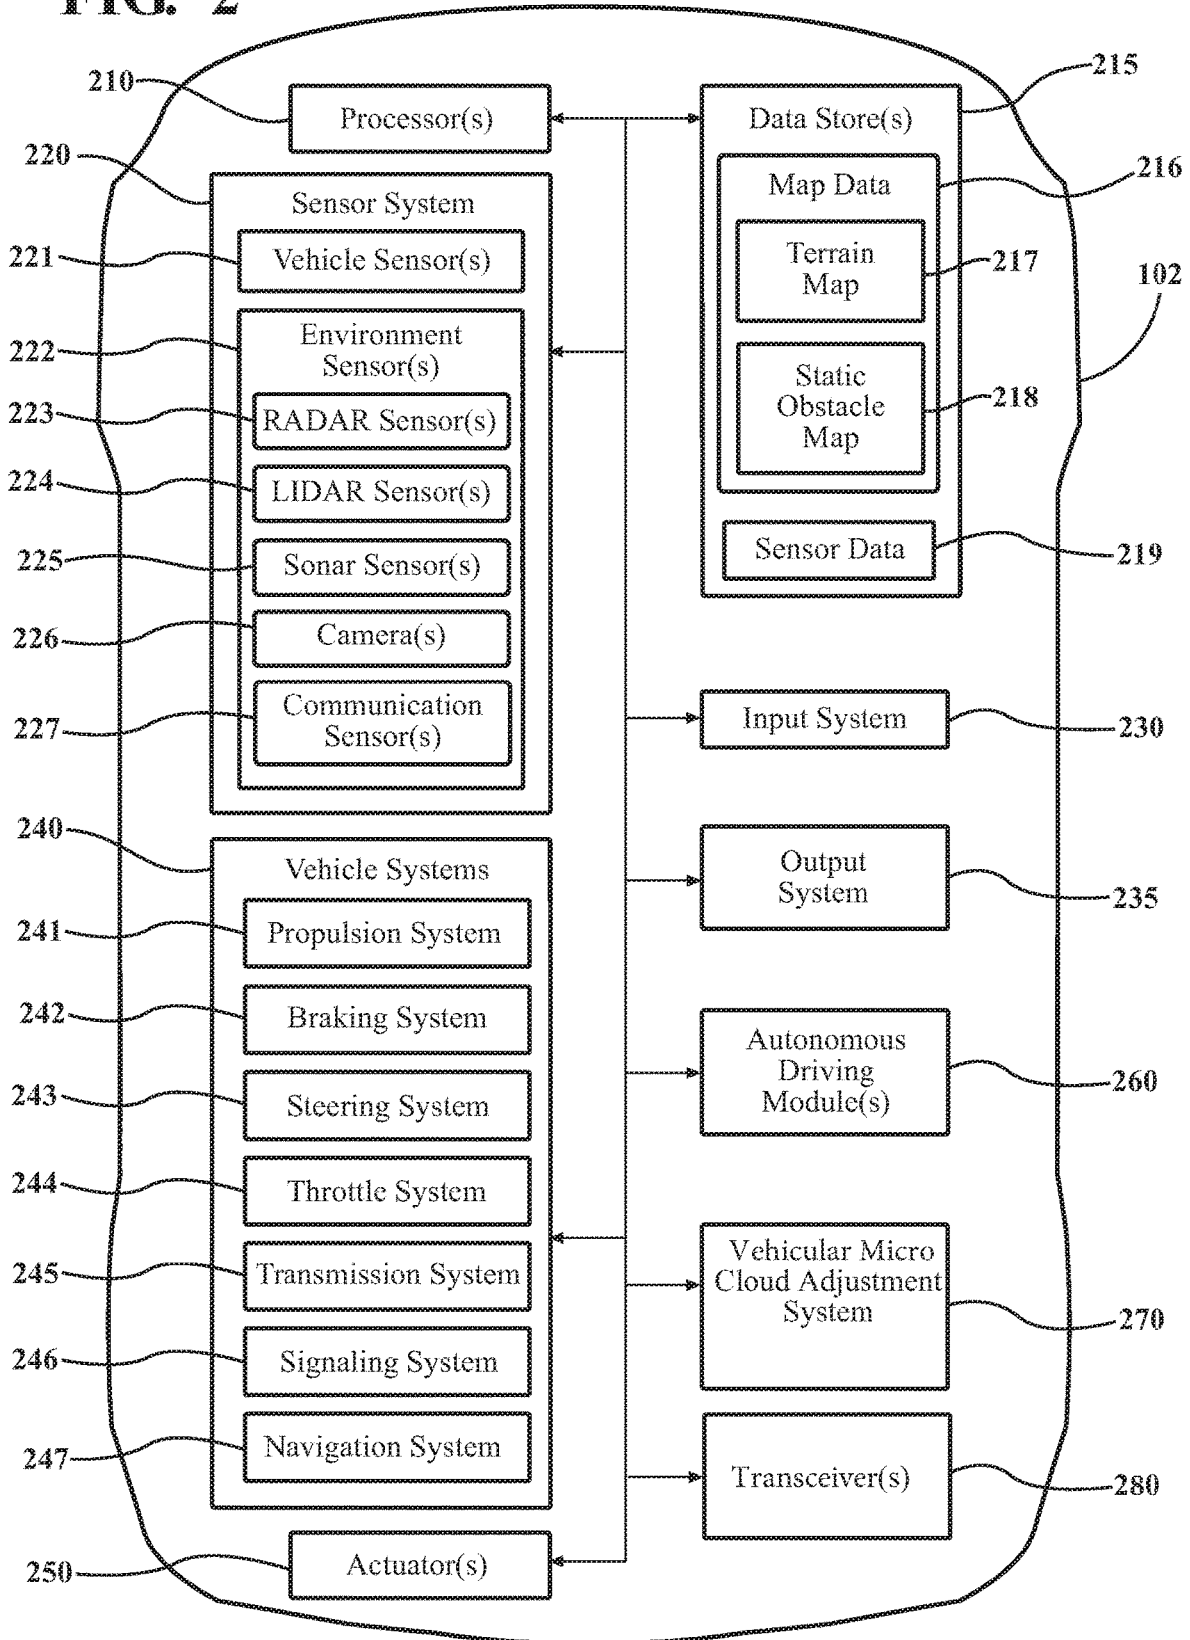 FIG. 2
210
Processor(s)
215
Data Store(s)
216
Map Data
217
Terrain
Map
218
Static
Obstacle
Map
219
Sensor Data
102
220
Sensor System
221
Vehicle Sensor(s)
222
Environment
Sensor(s)
223
RADAR Sensor(s)
224
LIDAR Sensor(s)
225
Sonar Sensor(s)
226
Camera(s)
227
Communication
Sensor(s)
230
Input System
235
Output
System
240
Vehicle Systems
241
Propulsion System
242
Braking System
243
Steering System
244
Throttle System
245
Transmission System
246
Signaling System
247
Navigation System
260
Autonomous
Driving
Module(s)
270
Vehicular Micro
Cloud Adjustment
System
280
Transceiver(s)
250
Actuator(s)